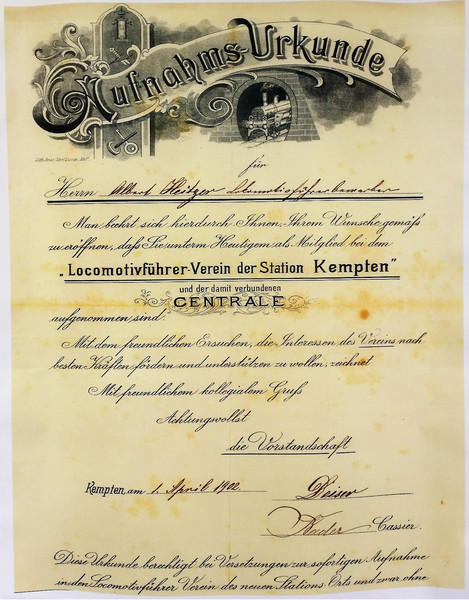 Aufnahms-Urkunde
für
Herrn Albert Heitzer Lokomotivführerbewerber
Man beehrt sich hierdurch Ihnen, Ihrem Wunsche gemäß
zu eröffnen, daß Sie unterm Heutigem als Mitglied bei dem
„Locomotivführer-Verein der Station Kempten"
und der damit verbundenen
CENTRALE
aufgenommen sind.
Mit dem freundlichen Ersuchen, die Interessen des Vereins nach
besten Kräften fördern und unterstützen zu wollen, zeichnet
Mit freundlichem kollegialem Gruß
Achtungsvollst
die Vorstandschaft
Kempten, am 1. April 1902.
Deiser
Cassier.
Diese Urkunde berechtigt bei Versetzungen zur sofortigen Aufnahme
in den Locomotivführer Verein des neuen Stations Orts und zwar ohne